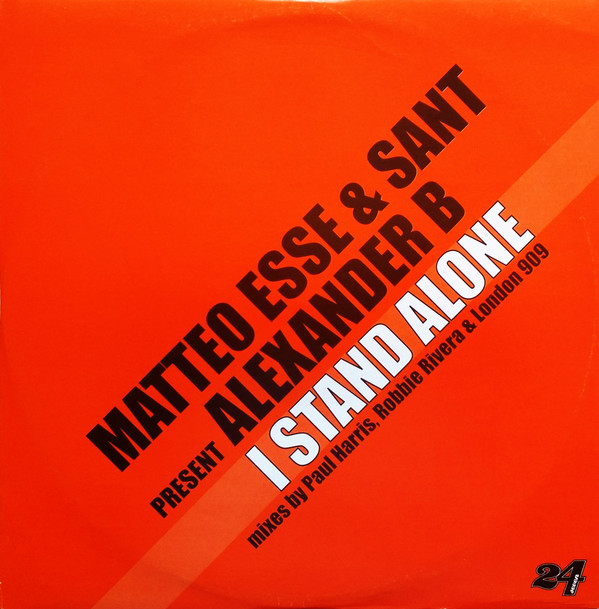 MATTEO ESSE & SANT
PRESENT ALEXANDER B
I STAND ALONE
mixes by Paul Harris, Robbie Rivera & London 909
24